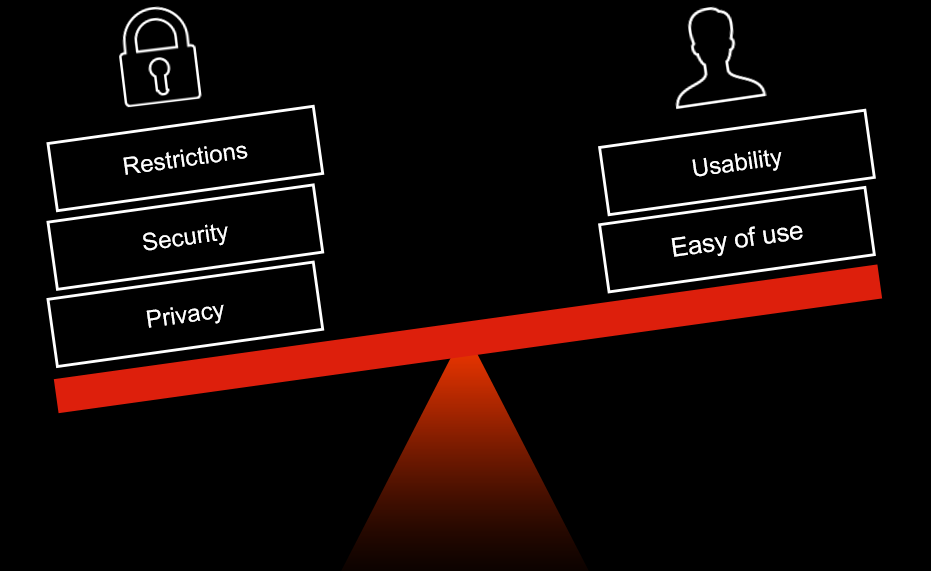 Restrictions
Security
Privacy
Usability
Easy of use